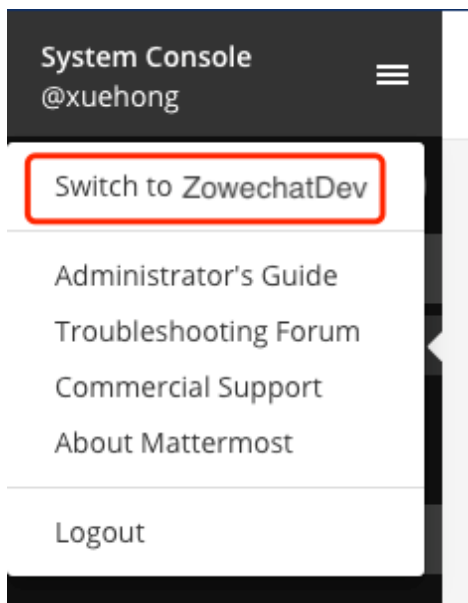 System Console
@xuehong
Switch to ZowechatDev
Administrator's Guide
Troubleshooting Forum
Commercial Support
About Mattermost
Logout